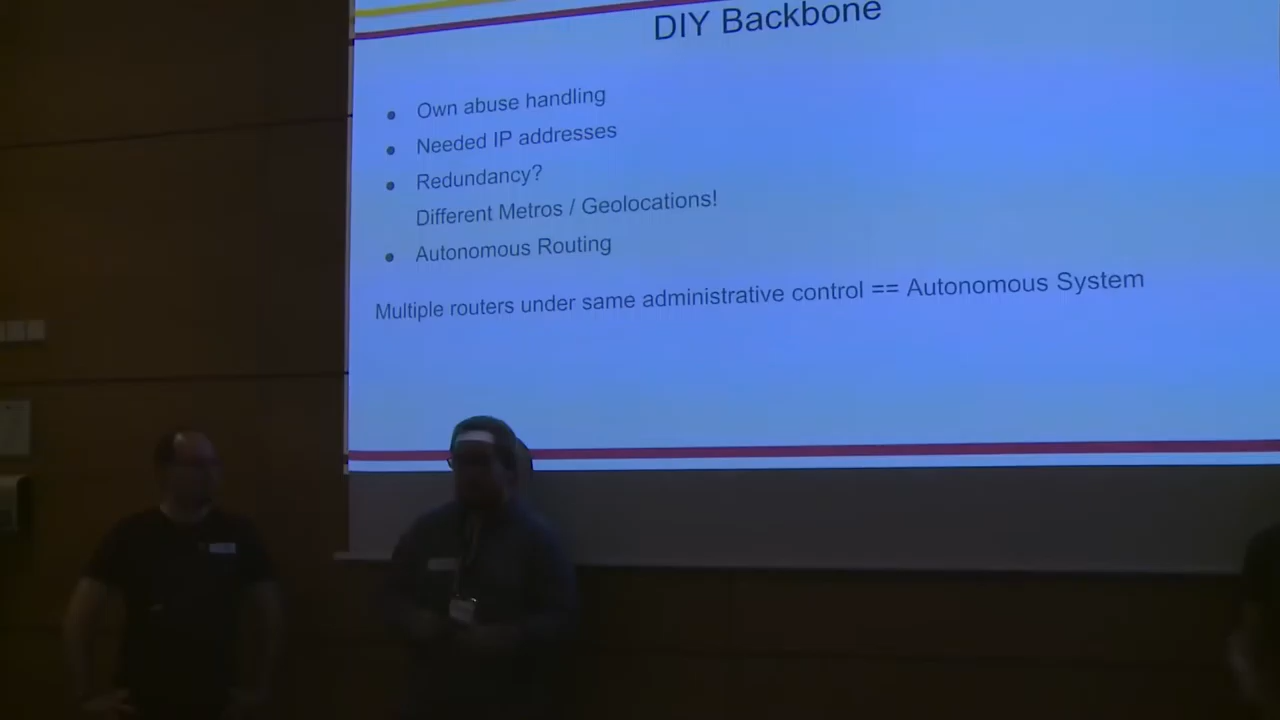 DIY Backbone
Own abuse handling
Needed IP addresses
Redundancy?
Different Metros / Geolocations!
Autonomous Routing
Multiple routers under same administrative control == Autonomous System